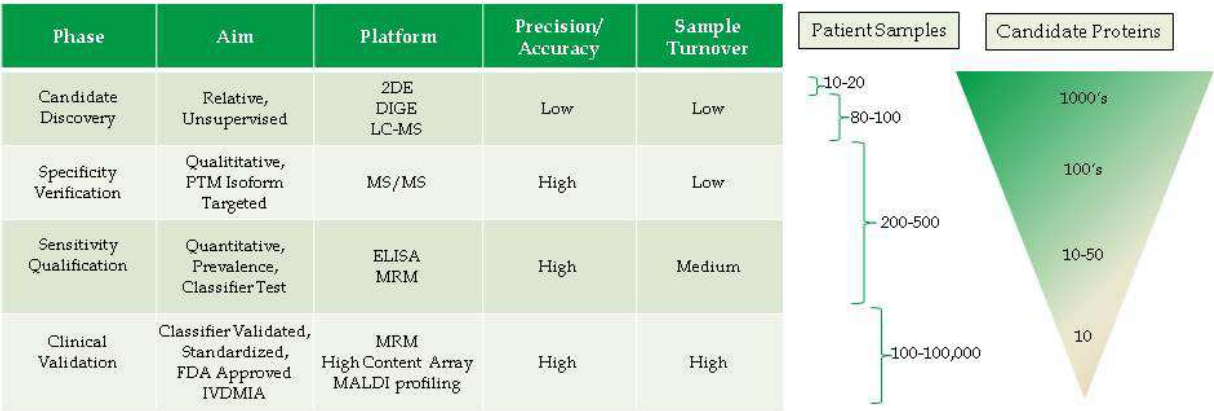 Phase
Aim
Platform
Precision/
Accuracy
Sample
Turnover
Patient Samples
Candidate Proteins
Candidate
Discovery
Relative,
Unsupervised
2DE
DIGE
LC-MS
Low
Low
10-20
80-100
1000's
Specificity
Verification
Qualititative,
PTM Isoform
Targeted
MS/MS
High
Low
200-500
100's
Sensitivity
Qualification
Quantitative,
Prevalence,
Classifier Test
ELISA
MRM
High
Medium
10-50
Clinical
Validation
Classifier Validated,
Standardized,
FDA Approved
IVDMIA
MRM
High Content Array
MALDI profiling
High
High
100-100,000
10